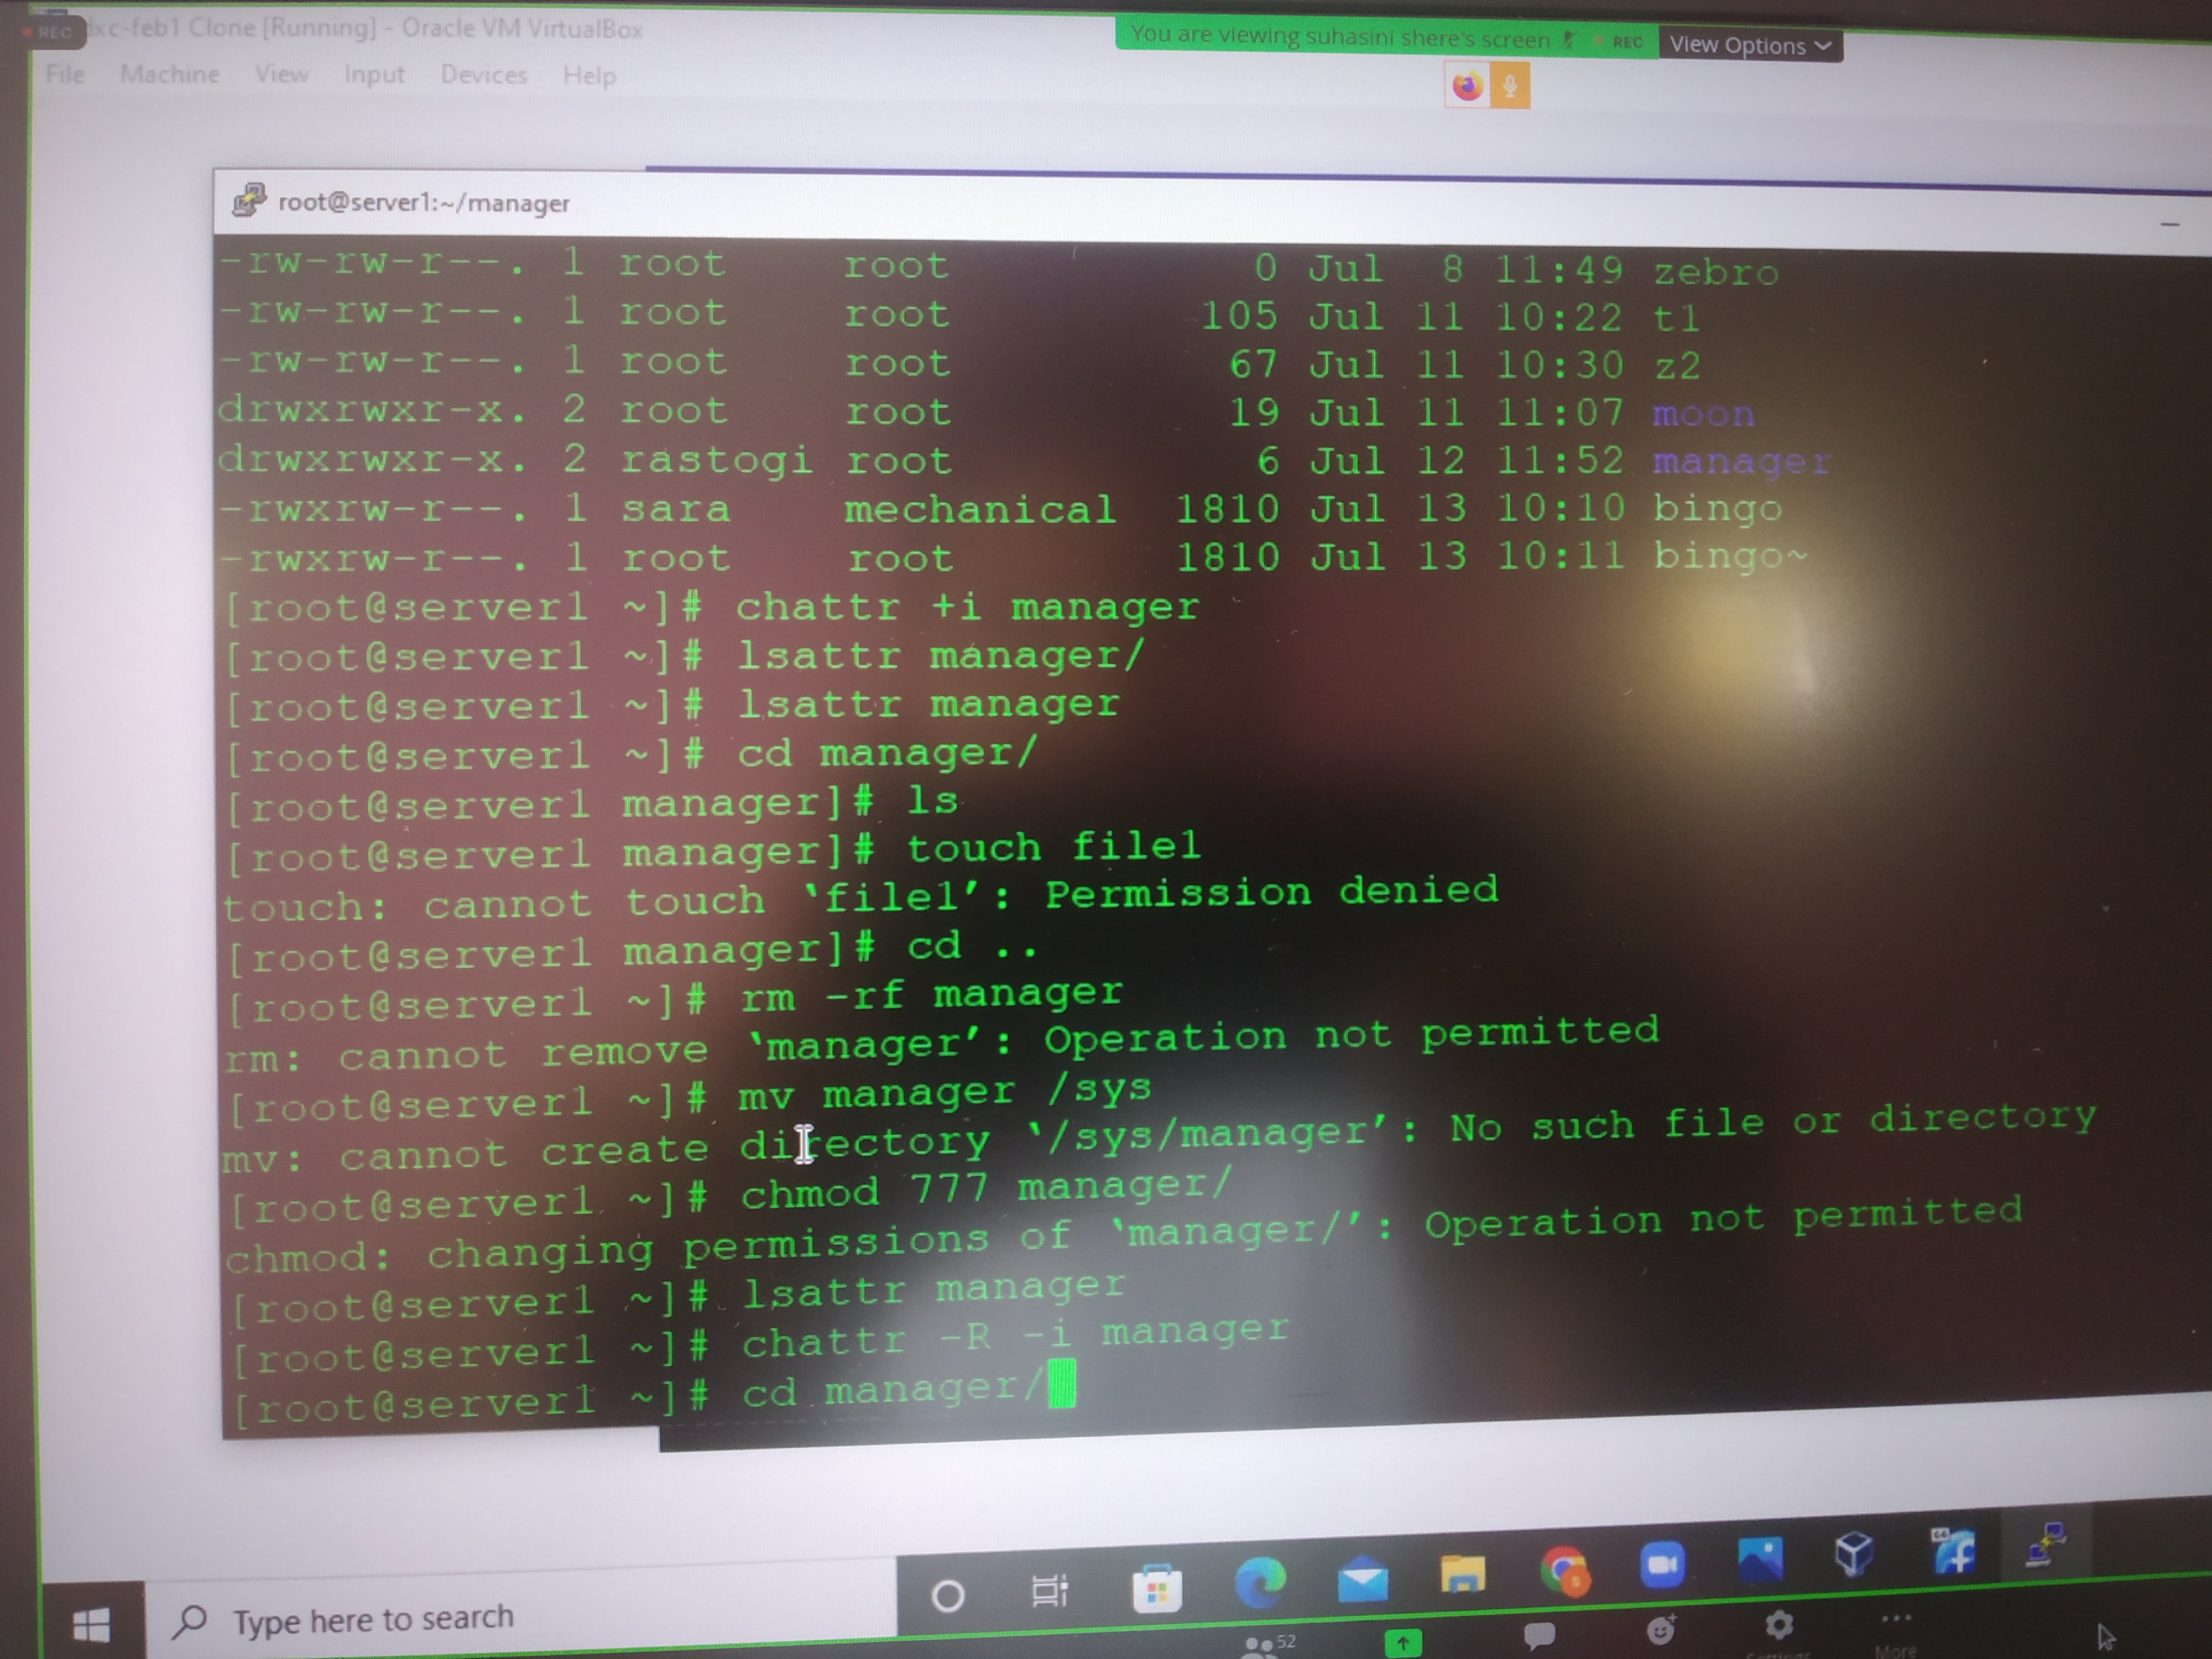 REC
xc-feb1 Clone [Running] - Oracle VM VirtualBox
You are viewing suhasini shere's screen REC View Options
File Machine View Input Devices Help
root@server1:~/manager
-rw-rw-r--. 1 root root 0 Jul 8 11:49 zebro
-rw-rw-r--. 1 root root 105 Jul 11 10:22 t1
-rw-rw-r--. 1 root root 67 Jul 11 10:30 z2
drwxrwxr-x. 2 root root 19 Jul 11 11:07 moon
drwxrwxr-x. 2 rastogi root 6 Jul 12 11:52 manager
-rwxrw-r--. 1 sara mechanical 1810 Jul 13 10:10 bingo
-rwxrw-r--. 1 root root 1810 Jul 13 10:11 bingo~
[root@server1 ~]# chattr +i manager
[root@server1 ~]# lsattr manager/
[root@server1 ~]# lsattr manager
[root@server1 ~]# cd manager/
[root@server1 manager]# ls
[root@server1 manager]# touch file1
touch: cannot touch ‘file1’: Permission denied
[root@server1 manager]# cd ..
[root@server1 ~]# rm -rf manager
rm: cannot remove ‘manager’: Operation not permitted
[root@server1 ~]# mv manager /sys
mv: cannot create directory ‘/sys/manager’: No such file or directory
[root@server1 ~]# chmod 777 manager/
chmod: changing permissions of ‘manager/’: Operation not permitted
[root@server1 ~]# lsattr manager
[root@server1 ~]# chattr -R -i manager
[root@server1 ~]# cd manager/
Type here to search
52
More